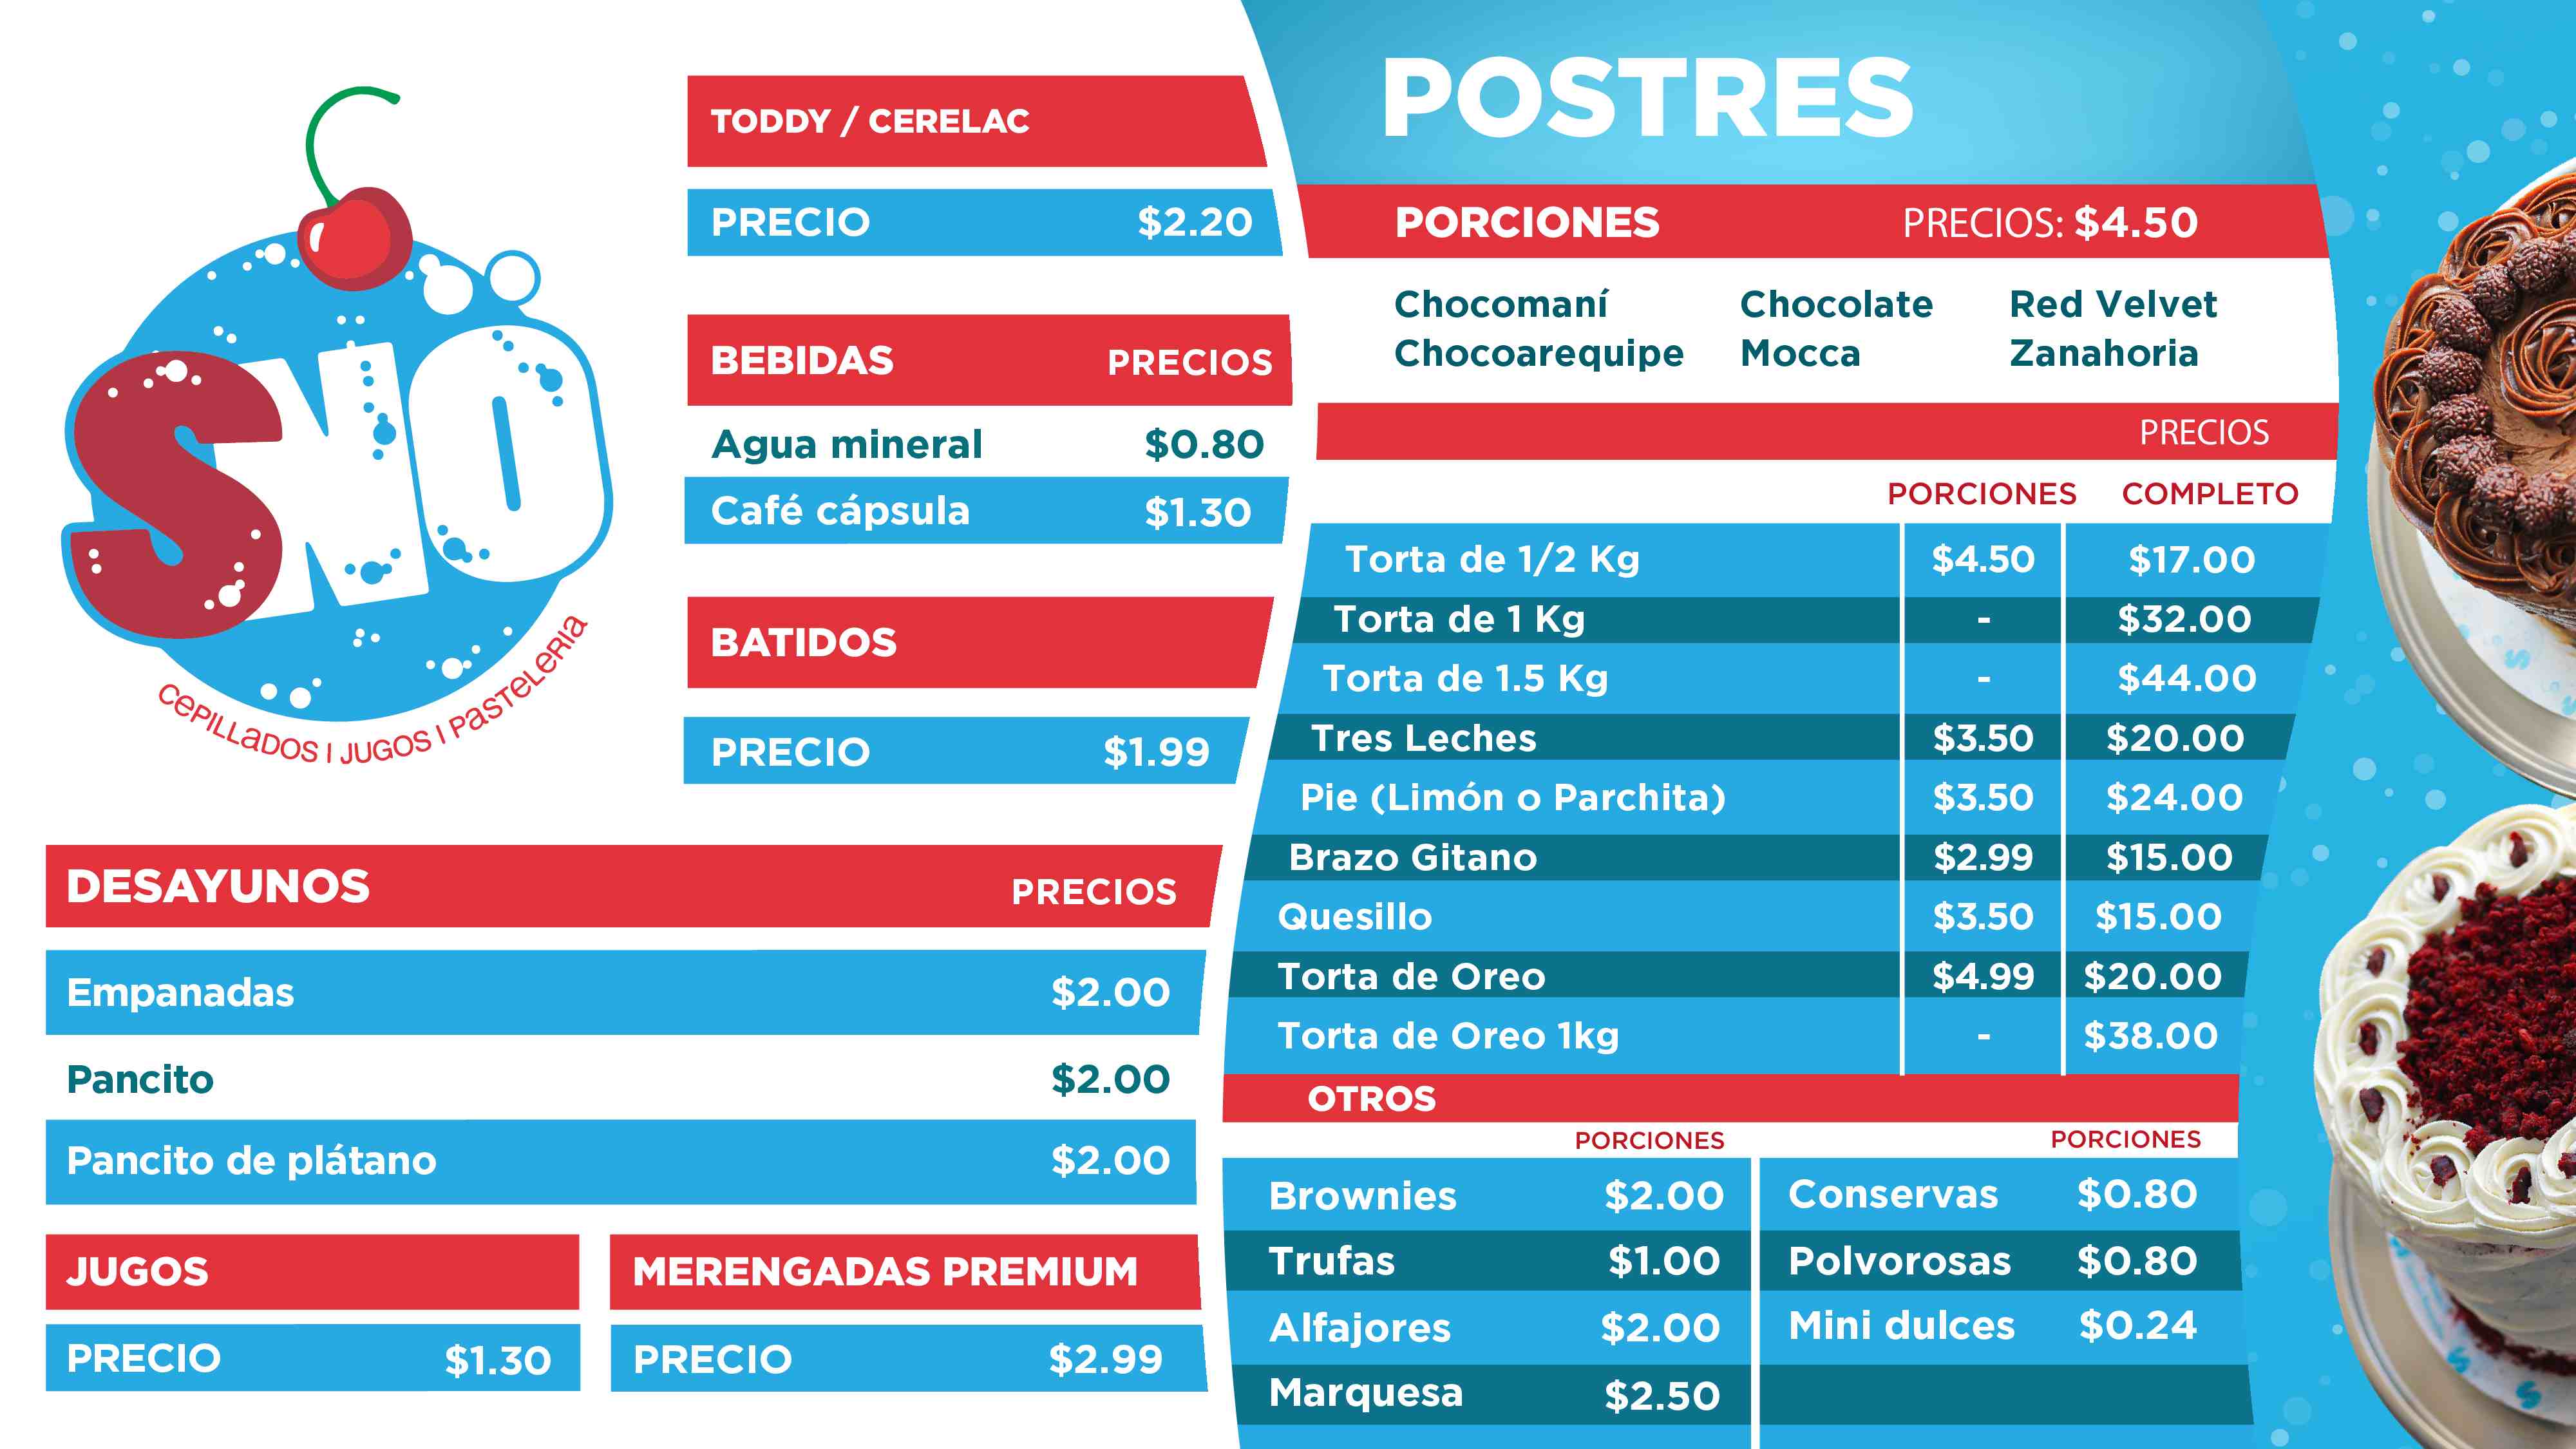 SNO
CEPILLADOS | JUGOS | PASTELERIA
TODDY / CERELAC
PRECIO $2.20
BEBIDAS PRECIOS
Agua mineral $0.80
Café cápsula $1.30
BATIDOS
PRECIO $1.99
DESAYUNOS PRECIOS
Empanadas $2.00
Pancito $2.00
Pancito de plátano $2.00
JUGOS
PRECIO $1.30
MERENGADAS PREMIUM
PRECIO $2.99
POSTRES
PORCIONES PRECIOS: $4.50
Chocomaní Chocolate Red Velvet
Chocoarequipe Mocca Zanahoria
PRECIOS
PORCIONES COMPLETO
Torta de 1/2 Kg $4.50 $17.00
Torta de 1 Kg - $32.00
Torta de 1.5 Kg - $44.00
Tres Leches $3.50 $20.00
Pie (Limón o Parchita) $3.50 $24.00
Brazo Gitano $2.99 $15.00
Quesillo $3.50 $15.00
Torta de Oreo $4.99 $20.00
Torta de Oreo 1kg - $38.00
OTROS
PORCIONES PORCIONES
Brownies $2.00 Conservas $0.80
Trufas $1.00 Polvorosas $0.80
Alfajores $2.00 Mini dulces $0.24
Marquesa $2.50